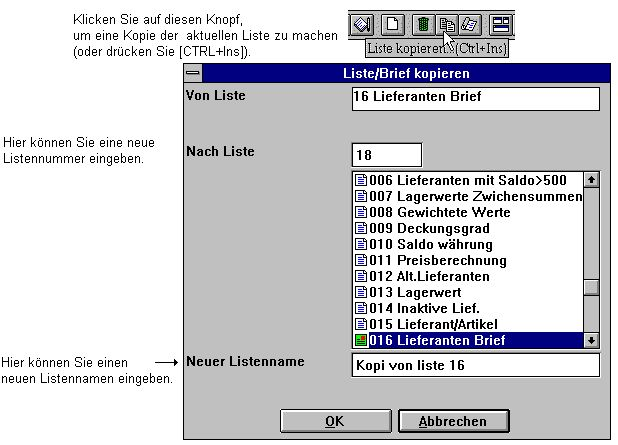 Klicken Sie auf diesen Knopf,
um eine Kopie der aktuellen Liste zu machen
(oder drücken Sie [CTRL+Ins]).
Liste kopieren (Ctrl+Ins)
Liste/Brief kopieren
Von Liste
16 Lieferanten Brief
Hier können Sie eine neue
Listennummer eingeben.
Nach Liste
18
006 Lieferanten mit Saldo>500
007 Lagerwerte Zwichensummen
008 Gewichtete Werte
009 Deckungsgrad
010 Saldo währung
011 Preisberechnung
012 Alt.Lieferanten
013 Lagerwert
014 Inaktive Lief.
015 Lieferant/Artikel
016 Lieferanten Brief
Hier können Sie einen
neuen Listennamen eingeben.
Neuer Listenname
Kopi von liste 16
OK
Abbrechen